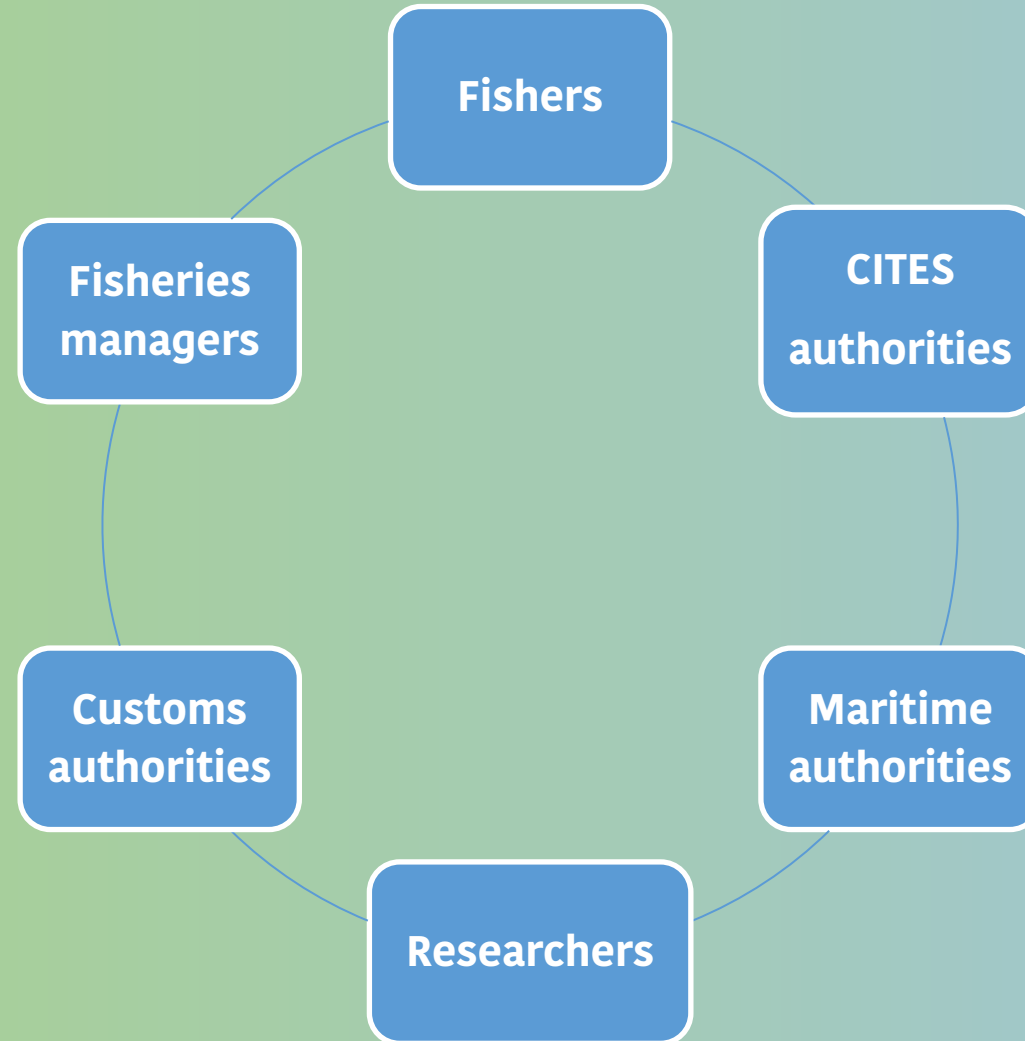 Fishers
CITES
authorities
Fisheries
managers
Customs
authorities
Maritime
authorities
Researchers